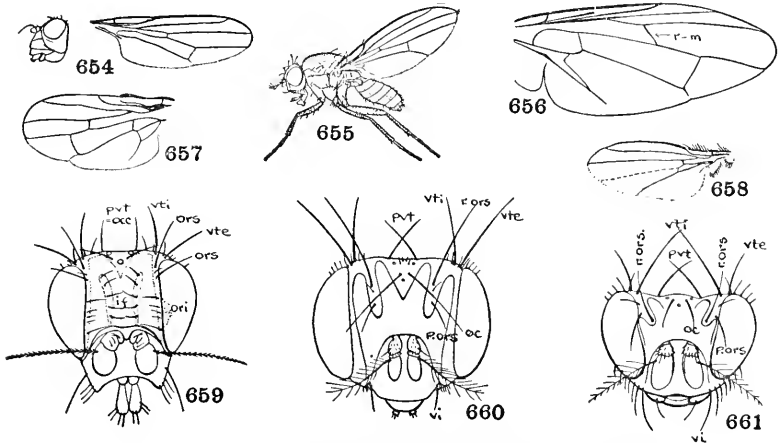 654
655
r-m
656
657
658
pvt
=occ
vti
ors
vte
ors
if
ori
659
pvt
vti
r.ors
vte
oc
p.ors
vi
660
vti
r.ors.
pvt
r.ors
vte
oc
p.ors
vi
661